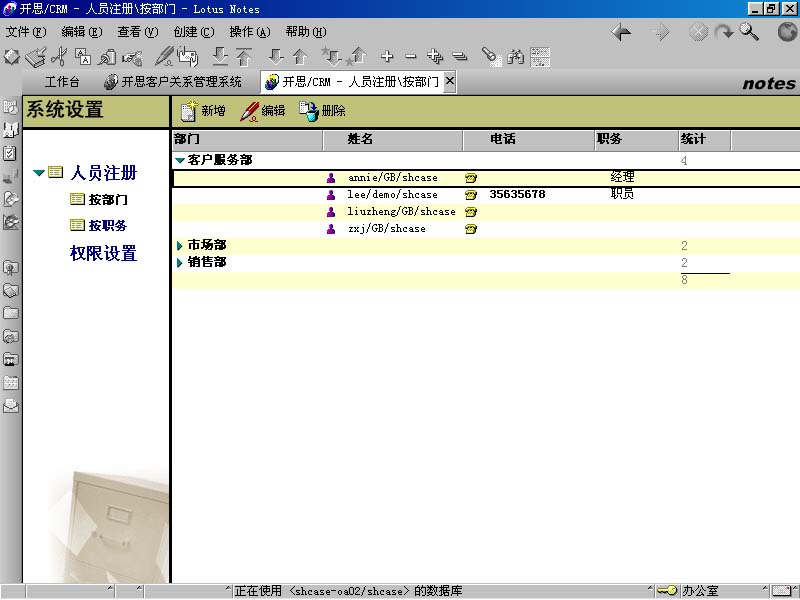 开思/CRM - 人员注册\按部门 - Lotus Notes
文件(F) 编辑(E) 查看(V) 创建(C) 操作(A) 帮助(H)
工作台 开思客户关系管理系统 开思/CRM - 人员注册\按部门 notes
系统设置 新增 编辑 删除
部门 姓名 电话 职务 统计
客户服务部 4
人员注册
annie/GB/shcase 经理
按部门
lee/demo/shcase 35635678 职员
liuzheng/GB/shcase
按职务
zxj/GB/shcase
市场部 2
权限设置
销售部 2
8
正在使用 <shcase-oa02/shcase> 的数据库 办公室